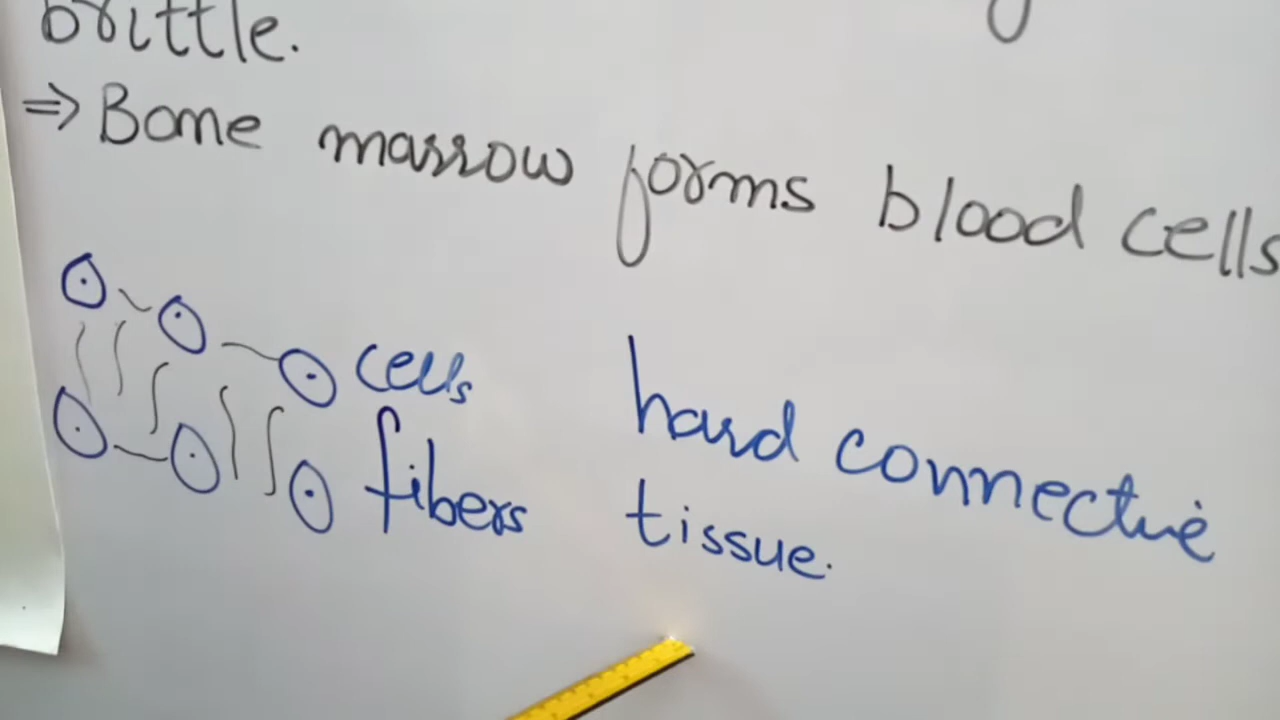 brittle.
⇒ Bone marrow forms blood cells
cells
fibers
hard connective
tissue.